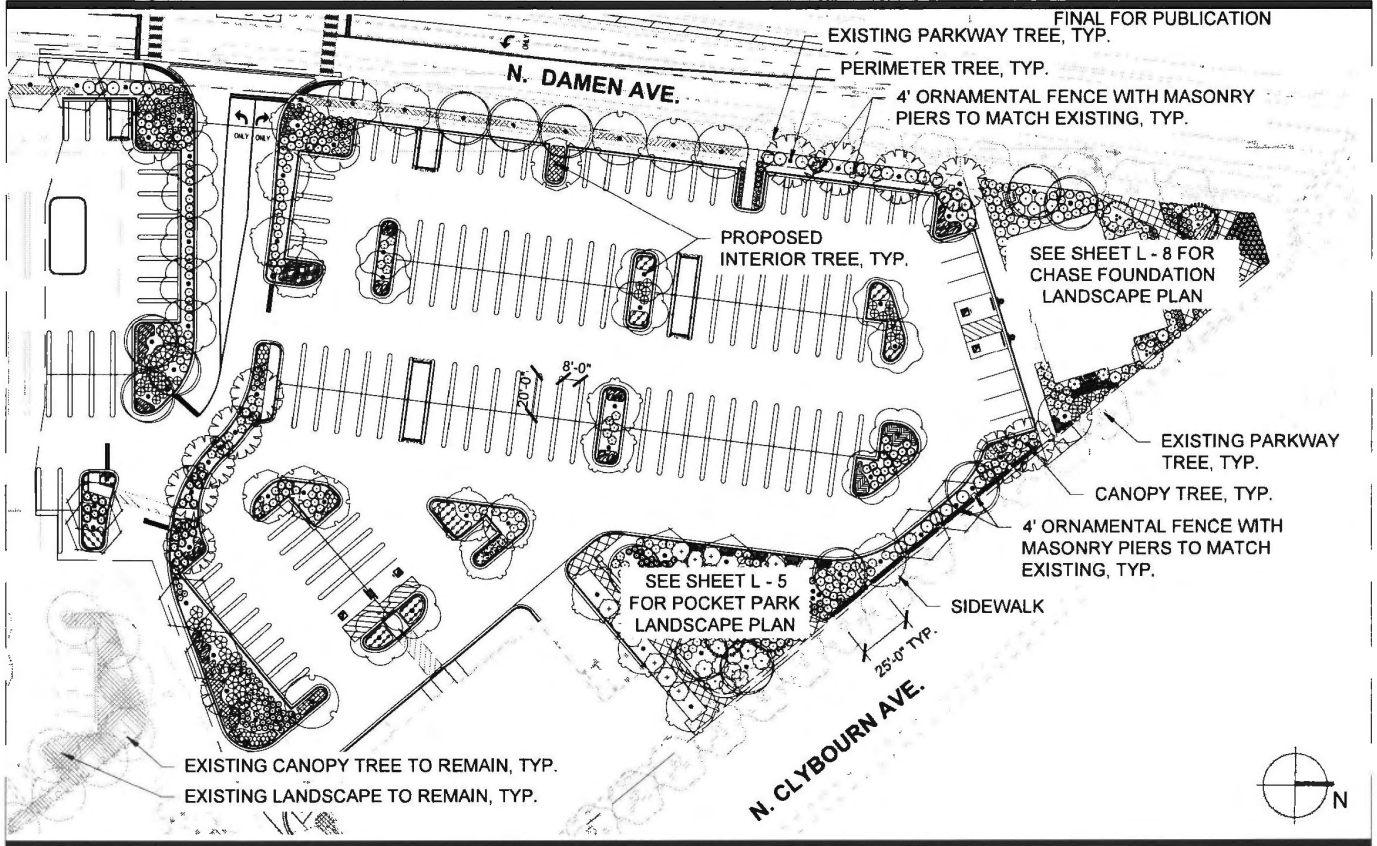 FINAL FOR PUBLICATION
EXISTING PARKWAY TREE, TYP.
PERIMETER TREE, TYP.
4' ORNAMENTAL FENCE WITH MASONRY
PIERS TO MATCH EXISTING, TYP.
ONLY
N. DAMEN AVE.
ONLY
ONLY
PROPOSED
INTERIOR TREE, TYP.
SEE SHEET L - 8 FOR
CHASE FOUNDATION
LANDSCAPE PLAN
20'-0"
8'-0"
EXISTING PARKWAY
TREE, TYP.
CANOPY TREE, TYP.
4' ORNAMENTAL FENCE WITH
MASONRY PIERS TO MATCH
EXISTING, TYP.
SEE SHEET L - 5
FOR POCKET PARK
LANDSCAPE PLAN
SIDEWALK
25'-0" TYP.
N. CLYBOURN AVE.
EXISTING CANOPY TREE TO REMAIN, TYP.
EXISTING LANDSCAPE TO REMAIN, TYP.
N